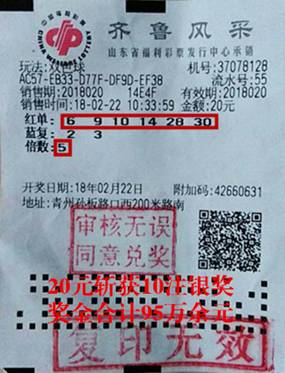 中国福利彩票
CHINA WELFARE LOTTERY
齐鲁风采
山东省福利彩票发行中心承销
玩法:双色球
机号:37078128
AC57-EB33-D77F-DF9D-EF38
流水号:55
销售期:2018020 14E4F 有效期:2018020
销售时:18-02-22 10:33:59 金额:20元
红单: 6 9 10 14 28 30
蓝复: 2 3
倍数:5
开奖日期:18年02月22日 附加码:42660631
地址:青州 板路口西200米路南
审核无误
同意兑奖
20元斩获10注银奖
奖金合计95万余元
复印无效